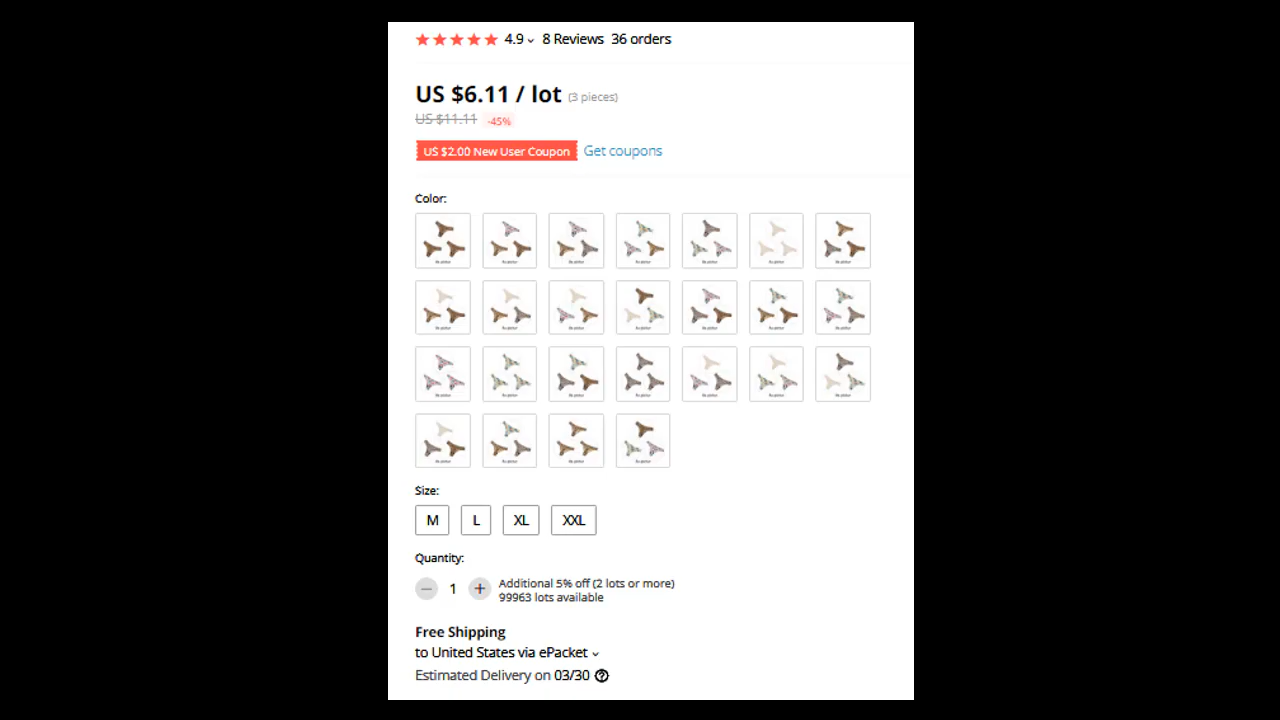 4.9 8 Reviews 36 orders
US $6.11 / lot (3 pieces)
US $11.11 -45%
US $2.00 New User Coupon Get coupons
Color:
Size:
M L XL XXL
Quantity:
1 Additional 5% off (2 lots or more)
99963 lots available
Free Shipping
to United States via ePacket
Estimated Delivery on 03/30